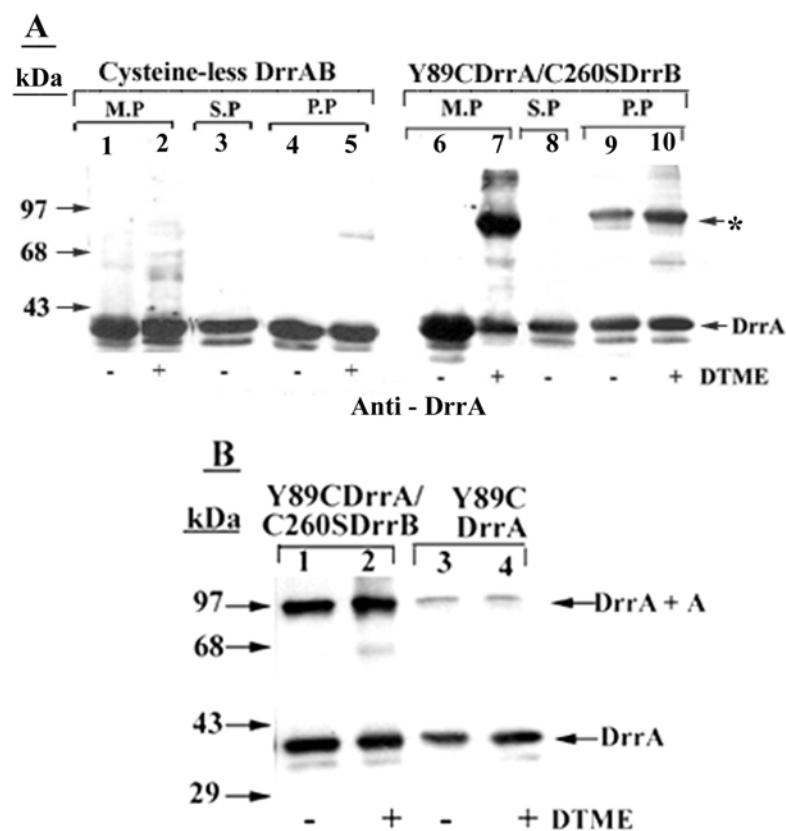 A
kDa
Cysteine-less DrrAB
Y89CDrrA/C260SDrrB
M.P S.P P.P M.P S.P P.P
1 2 3 4 5 6 7 8 9 10
97
*
68
43
DrrA
- + - - + - + - - + DTME
Anti - DrrA
B
kDa
Y89CDrrA/
C260SDrrB
Y89C
DrrA
1 2 3 4
97
DrrA + A
68
43
DrrA
29
- + - + DTME